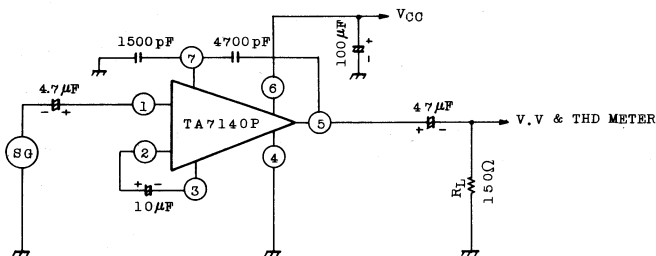 VCC
100μF
+
-
1500pF
4700pF
7
4.7μF
- +
1
6
TA7140P
5
47μF
+ -
V.V & THD METER
SG
2
4
+ -
3
10μF
RL
150Ω